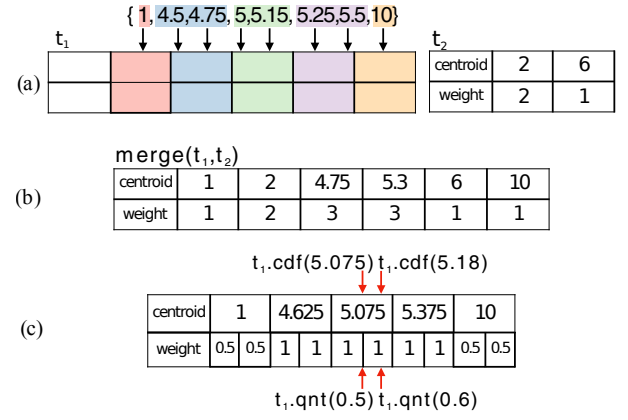 { 1, 4.5,4.75, 5,5.15, 5.25,5.5, 10}
t1
t2
(a)
centroid 2 6
weight 2 1
merge(t1,t2)
(b)
centroid 1 2 4.75 5.3 6 10
weight 1 2 3 3 1 1
t1.cdf(5.075) t1.cdf(5.18)
(c)
centroid 1 4.625 5.075 5.375 10
weight 0.5 0.5 1 1 1 1 1 1 0.5 0.5
t1.qnt(0.5) t1.qnt(0.6)